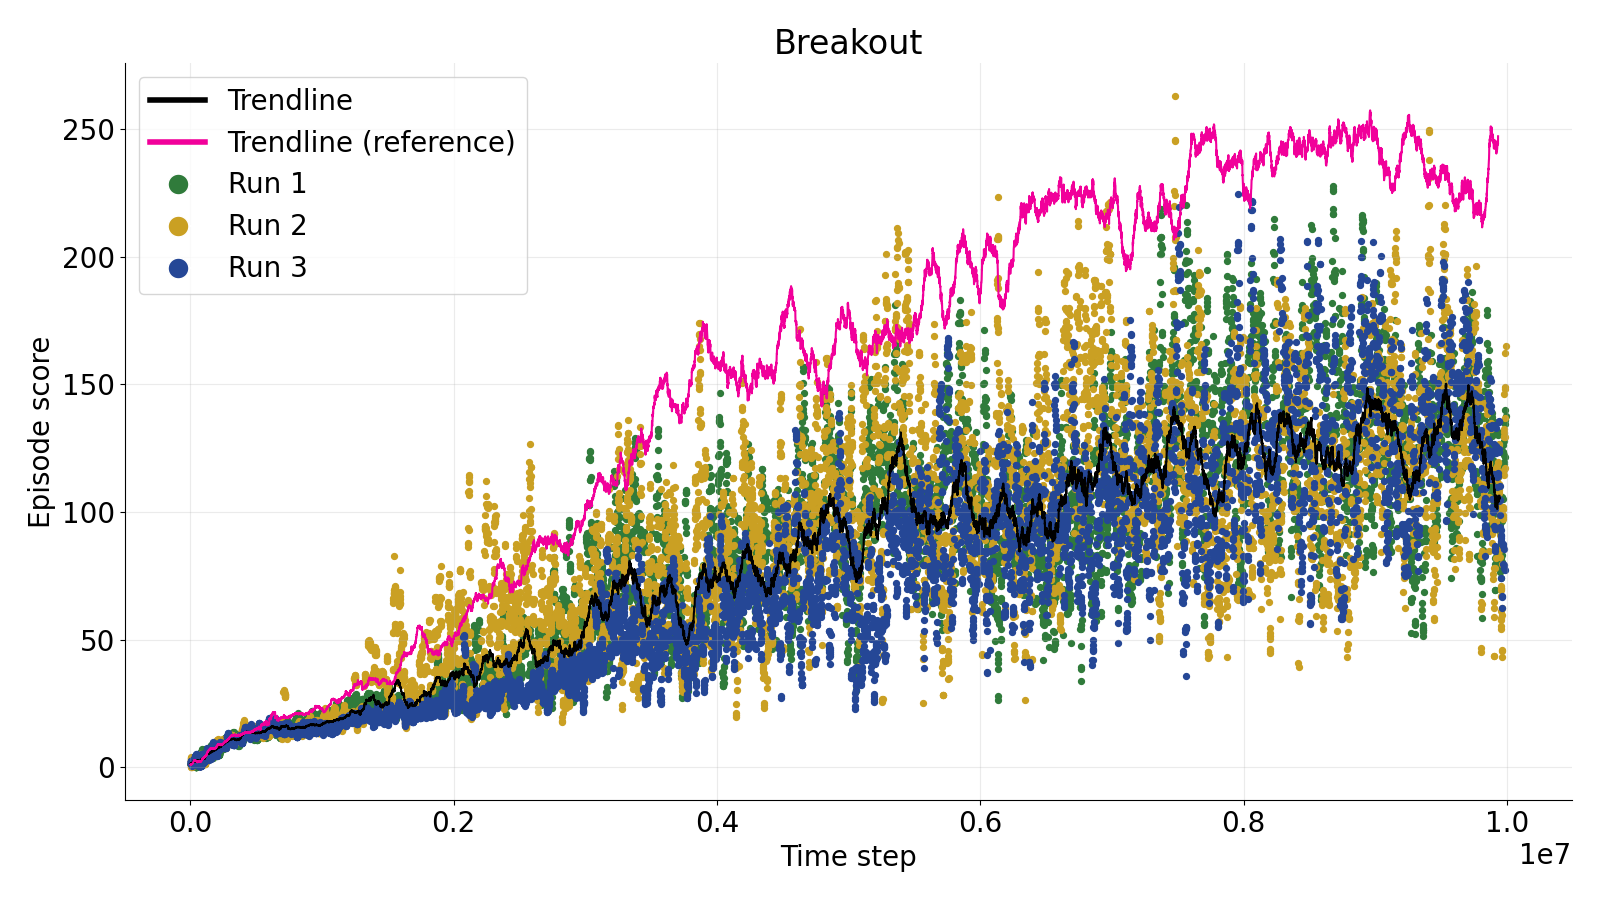 Breakout
Trendline
Trendline (reference)
Run 1
Run 2
Run 3
Episode score
250
200
150
100
50
0
0.0
0.2
0.4
0.6
0.8
1.0
1e7
Time step